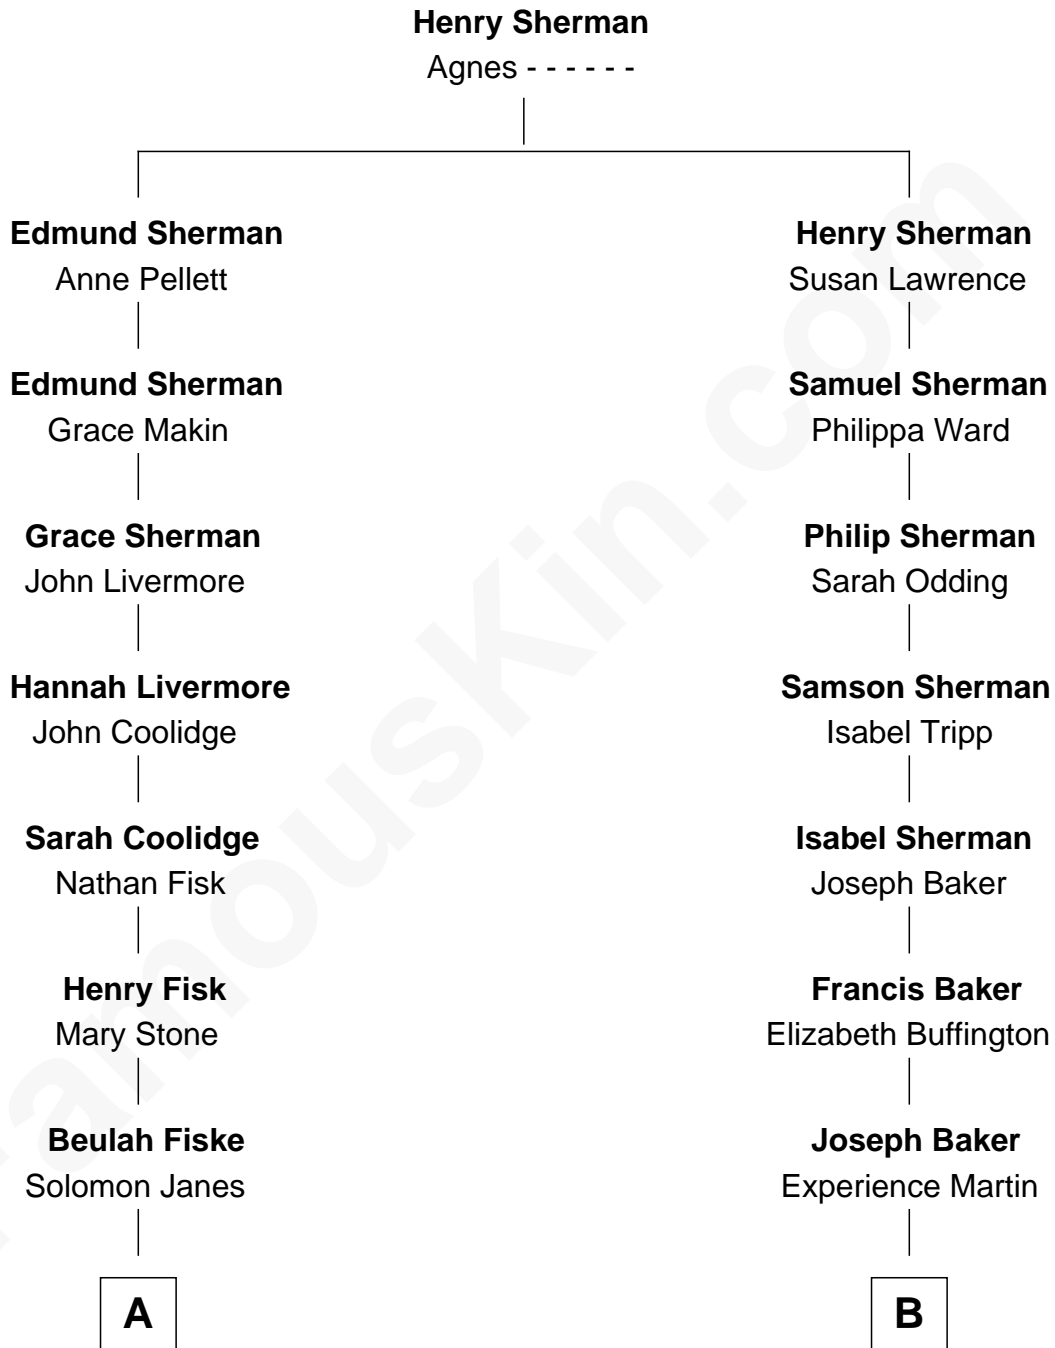 Henry Sherman
Agnes - - - - - -
Edmund Sherman
Anne Pellett
Henry Sherman
Susan Lawrence
Edmund Sherman
Grace Makin
Samuel Sherman
Philippa Ward
Grace Sherman
John Livermore
Philip Sherman
Sarah Odding
Hannah Livermore
John Coolidge
Samson Sherman
Isabel Tripp
Sarah Coolidge
Nathan Fisk
Isabel Sherman
Joseph Baker
Henry Fisk
Mary Stone
Francis Baker
Elizabeth Buffington
Beulah Fiske
Solomon Janes
Joseph Baker
Experience Martin
A
B
FamousKin.com